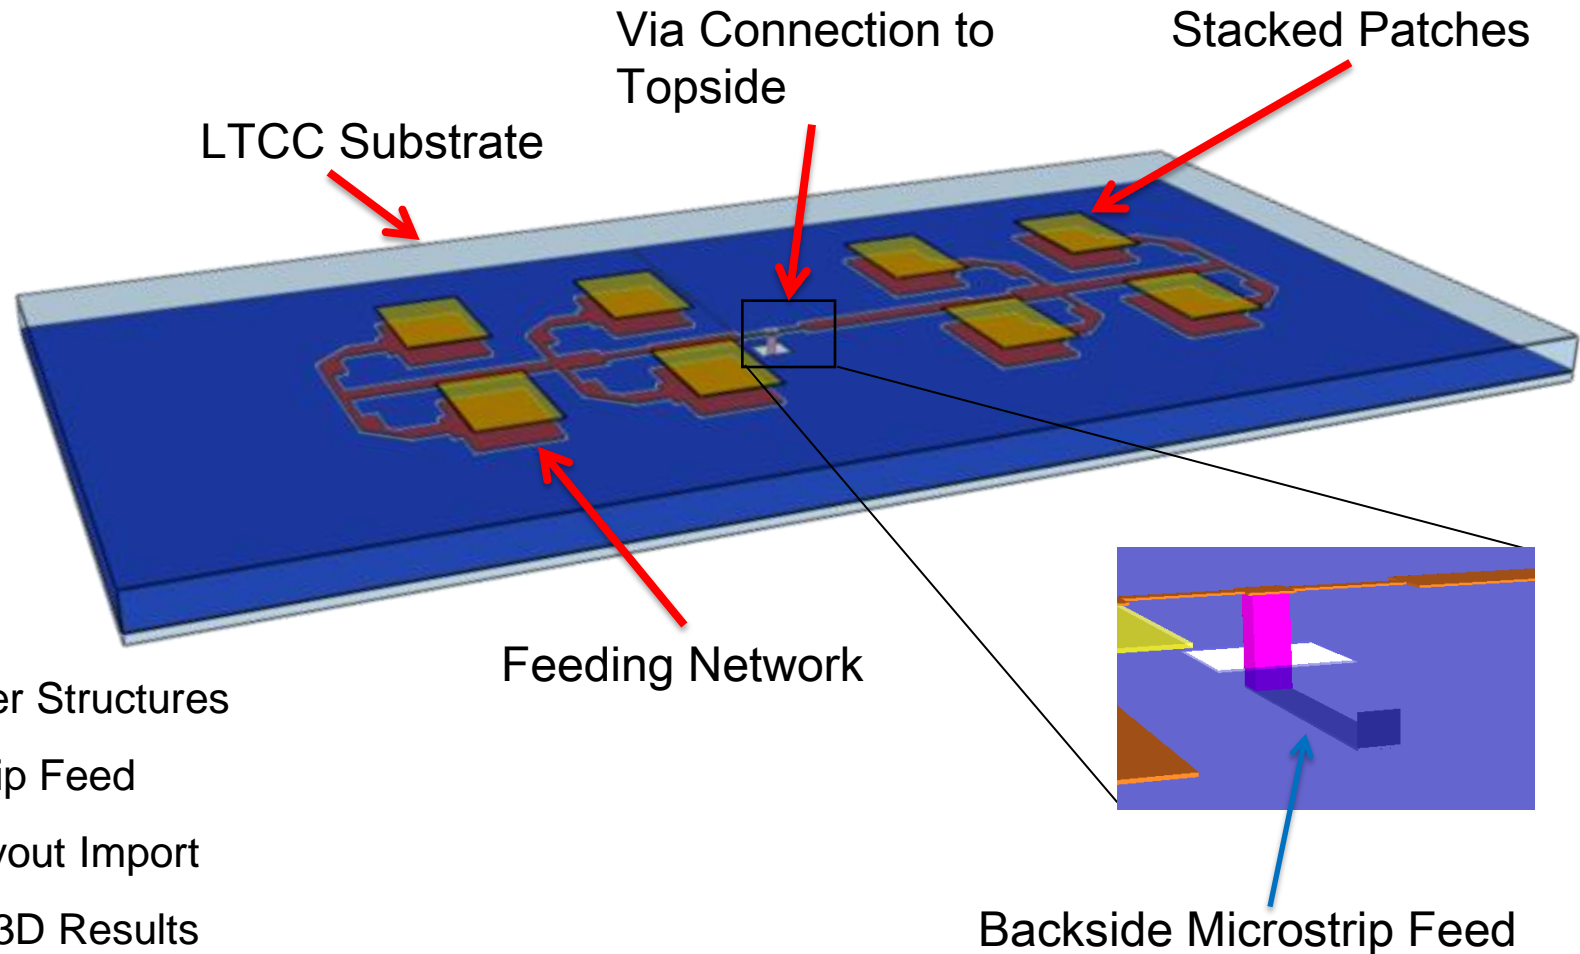 Via Connection to
Topside
Stacked Patches
LTCC Substrate
Feeding Network
er Structures
ip Feed
yout Import
3D Results
Backside Microstrip Feed